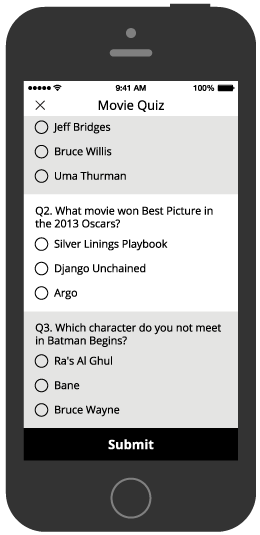 9:41 AM 100%
Movie Quiz
Jeff Bridges
Bruce Willis
Uma Thurman
Q2. What movie won Best Picture in
the 2013 Oscars?
Silver Linings Playbook
Django Unchained
Argo
Q3. Which character do you not meet
in Batman Begins?
Ra's Al Ghul
Bane
Bruce Wayne
Submit